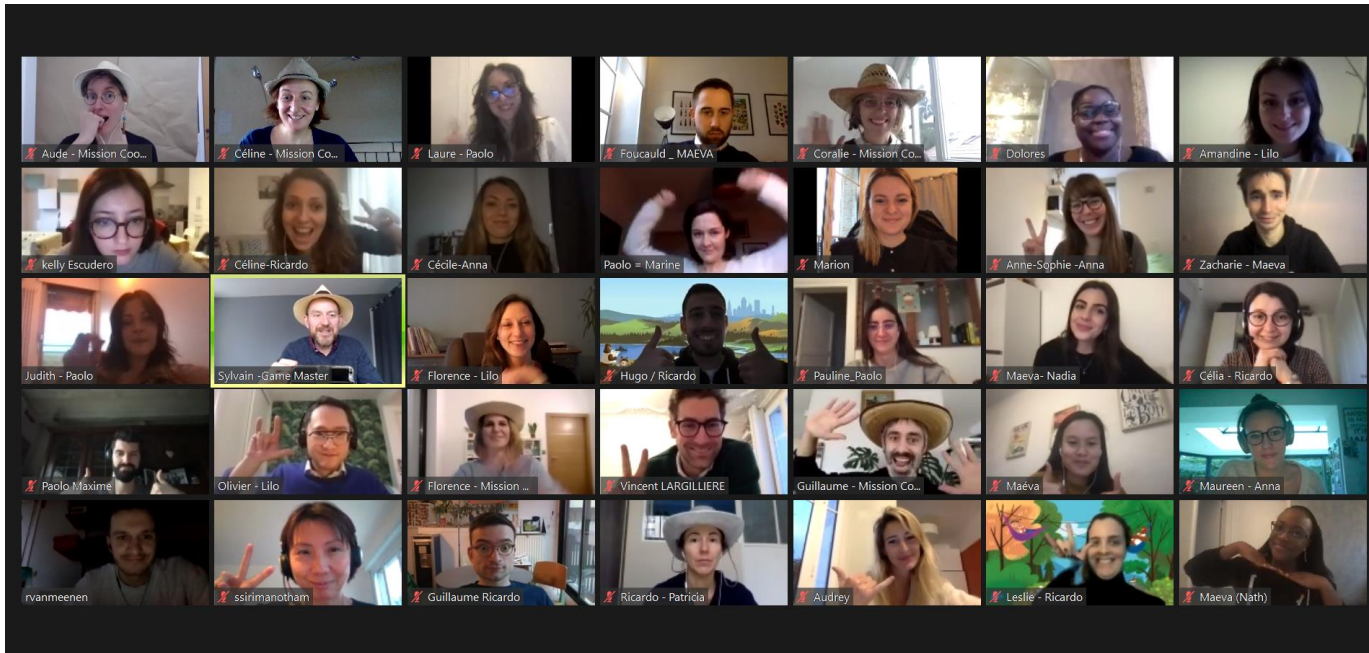 Aude - Mission Coo...
Céline - Mission Co...
Laure - Paolo
Foucauld _ MAEVA
Coralie - Mission Co...
Dolores
Amandine - Lilo
kelly Escudero
Céline-Ricardo
Cécile-Anna
Paolo = Marine
Marion
Anne-Sophie -Anna
Zacharie - Maeva
Judith - Paolo
Sylvain -Game Master
Florence - Lilo
Hugo / Ricardo
Pauline_Paolo
Maeva- Nadia
Célia - Ricardo
Paolo Maxime
Olivier - Lilo
Florence - Mission ...
Vincent LARGILLIERE
Guillaume - Mission Co...
Maéva
Maureen - Anna
rvanmeenen
ssirimanotham
Guillaume Ricardo
Ricardo - Patricia
Audrey
Leslie - Ricardo
Maeva (Nath)